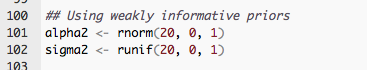 100 ## Using weakly informative priors
101 alpha2 <- rnorm(20, 0, 1)
102 sigma2 <- runif(20, 0, 1)
103